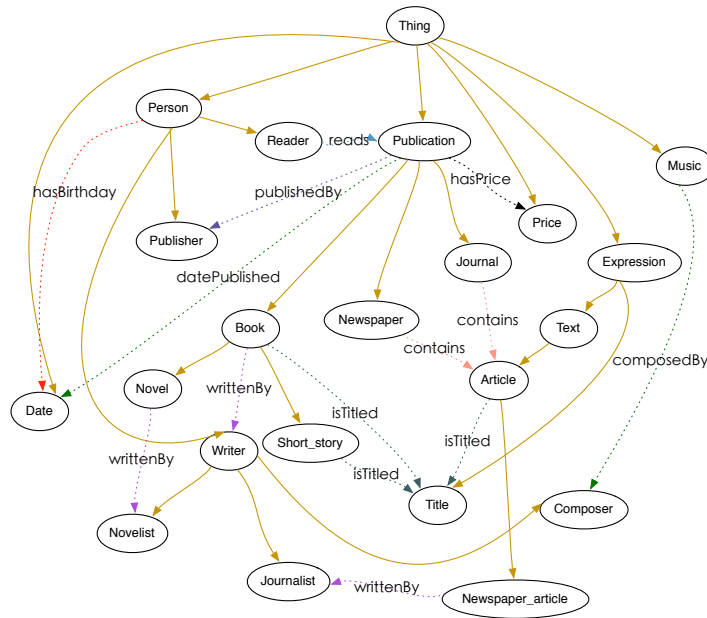 Thing
Person
Reader
reads
Publication
Music
hasBirthday
publishedBy
hasPrice
Publisher
Price
datePublished
Journal
Expression
Newspaper
contains
Text
Book
contains
composedBy
Novel
writtenBy
Article
Date
isTitled
Short_story
isTitled
writtenBy
Writer
isTitled
Title
Composer
Novelist
Journalist
writtenBy
Newspaper_article